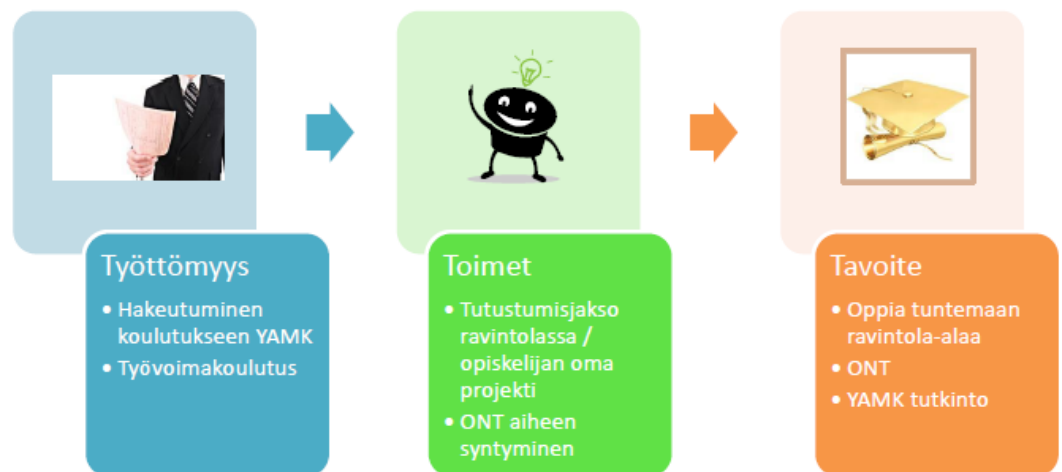 Työttömyys
• Hakeutuminen
koulutukseen YAMK
• Työvoimakoulutus
Toimet
• Tutustumisjakso
ravintolassa /
opiskelijan oma
projekti
• ONT aiheen
syntyminen
Tavoite
• Oppia tuntemaan
ravintola-alaa
• ONT
• YAMK tutkinto